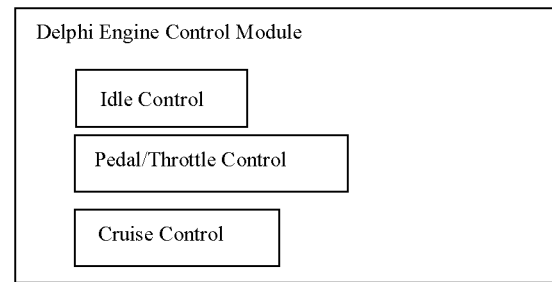 Delphi Engine Control Module
Idle Control
Pedal/Throttle Control
Cruise Control